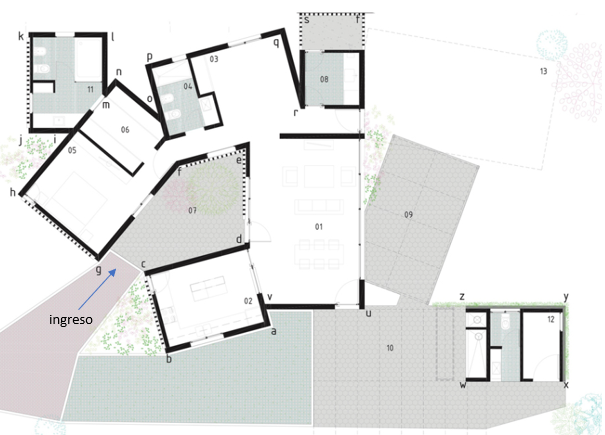 s f
k l q
p 03 13
n 08
o 04
11
m r
06
j i
05 e
f
h
07 09
01
d
g c
ingreso 02 v
u z y
a 12
b 10
w x